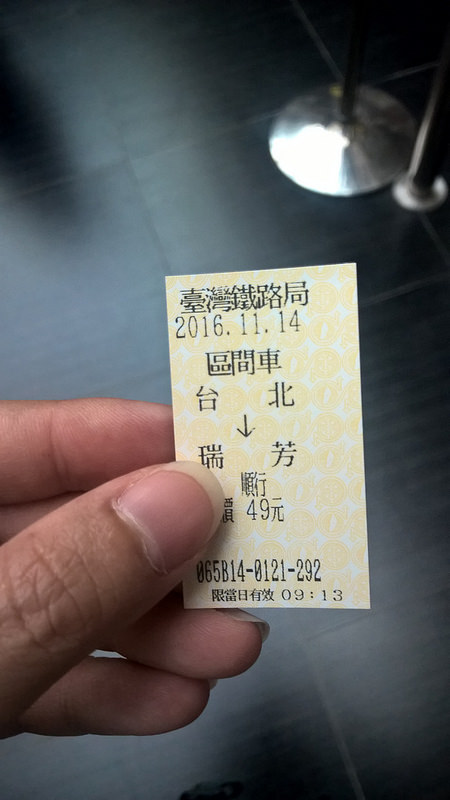 臺灣鐵路局
2016.11.14
區間車
台 北
↓
瑞 芳
順行
價 49元
065B14-0121-292
限當日有效 09:13